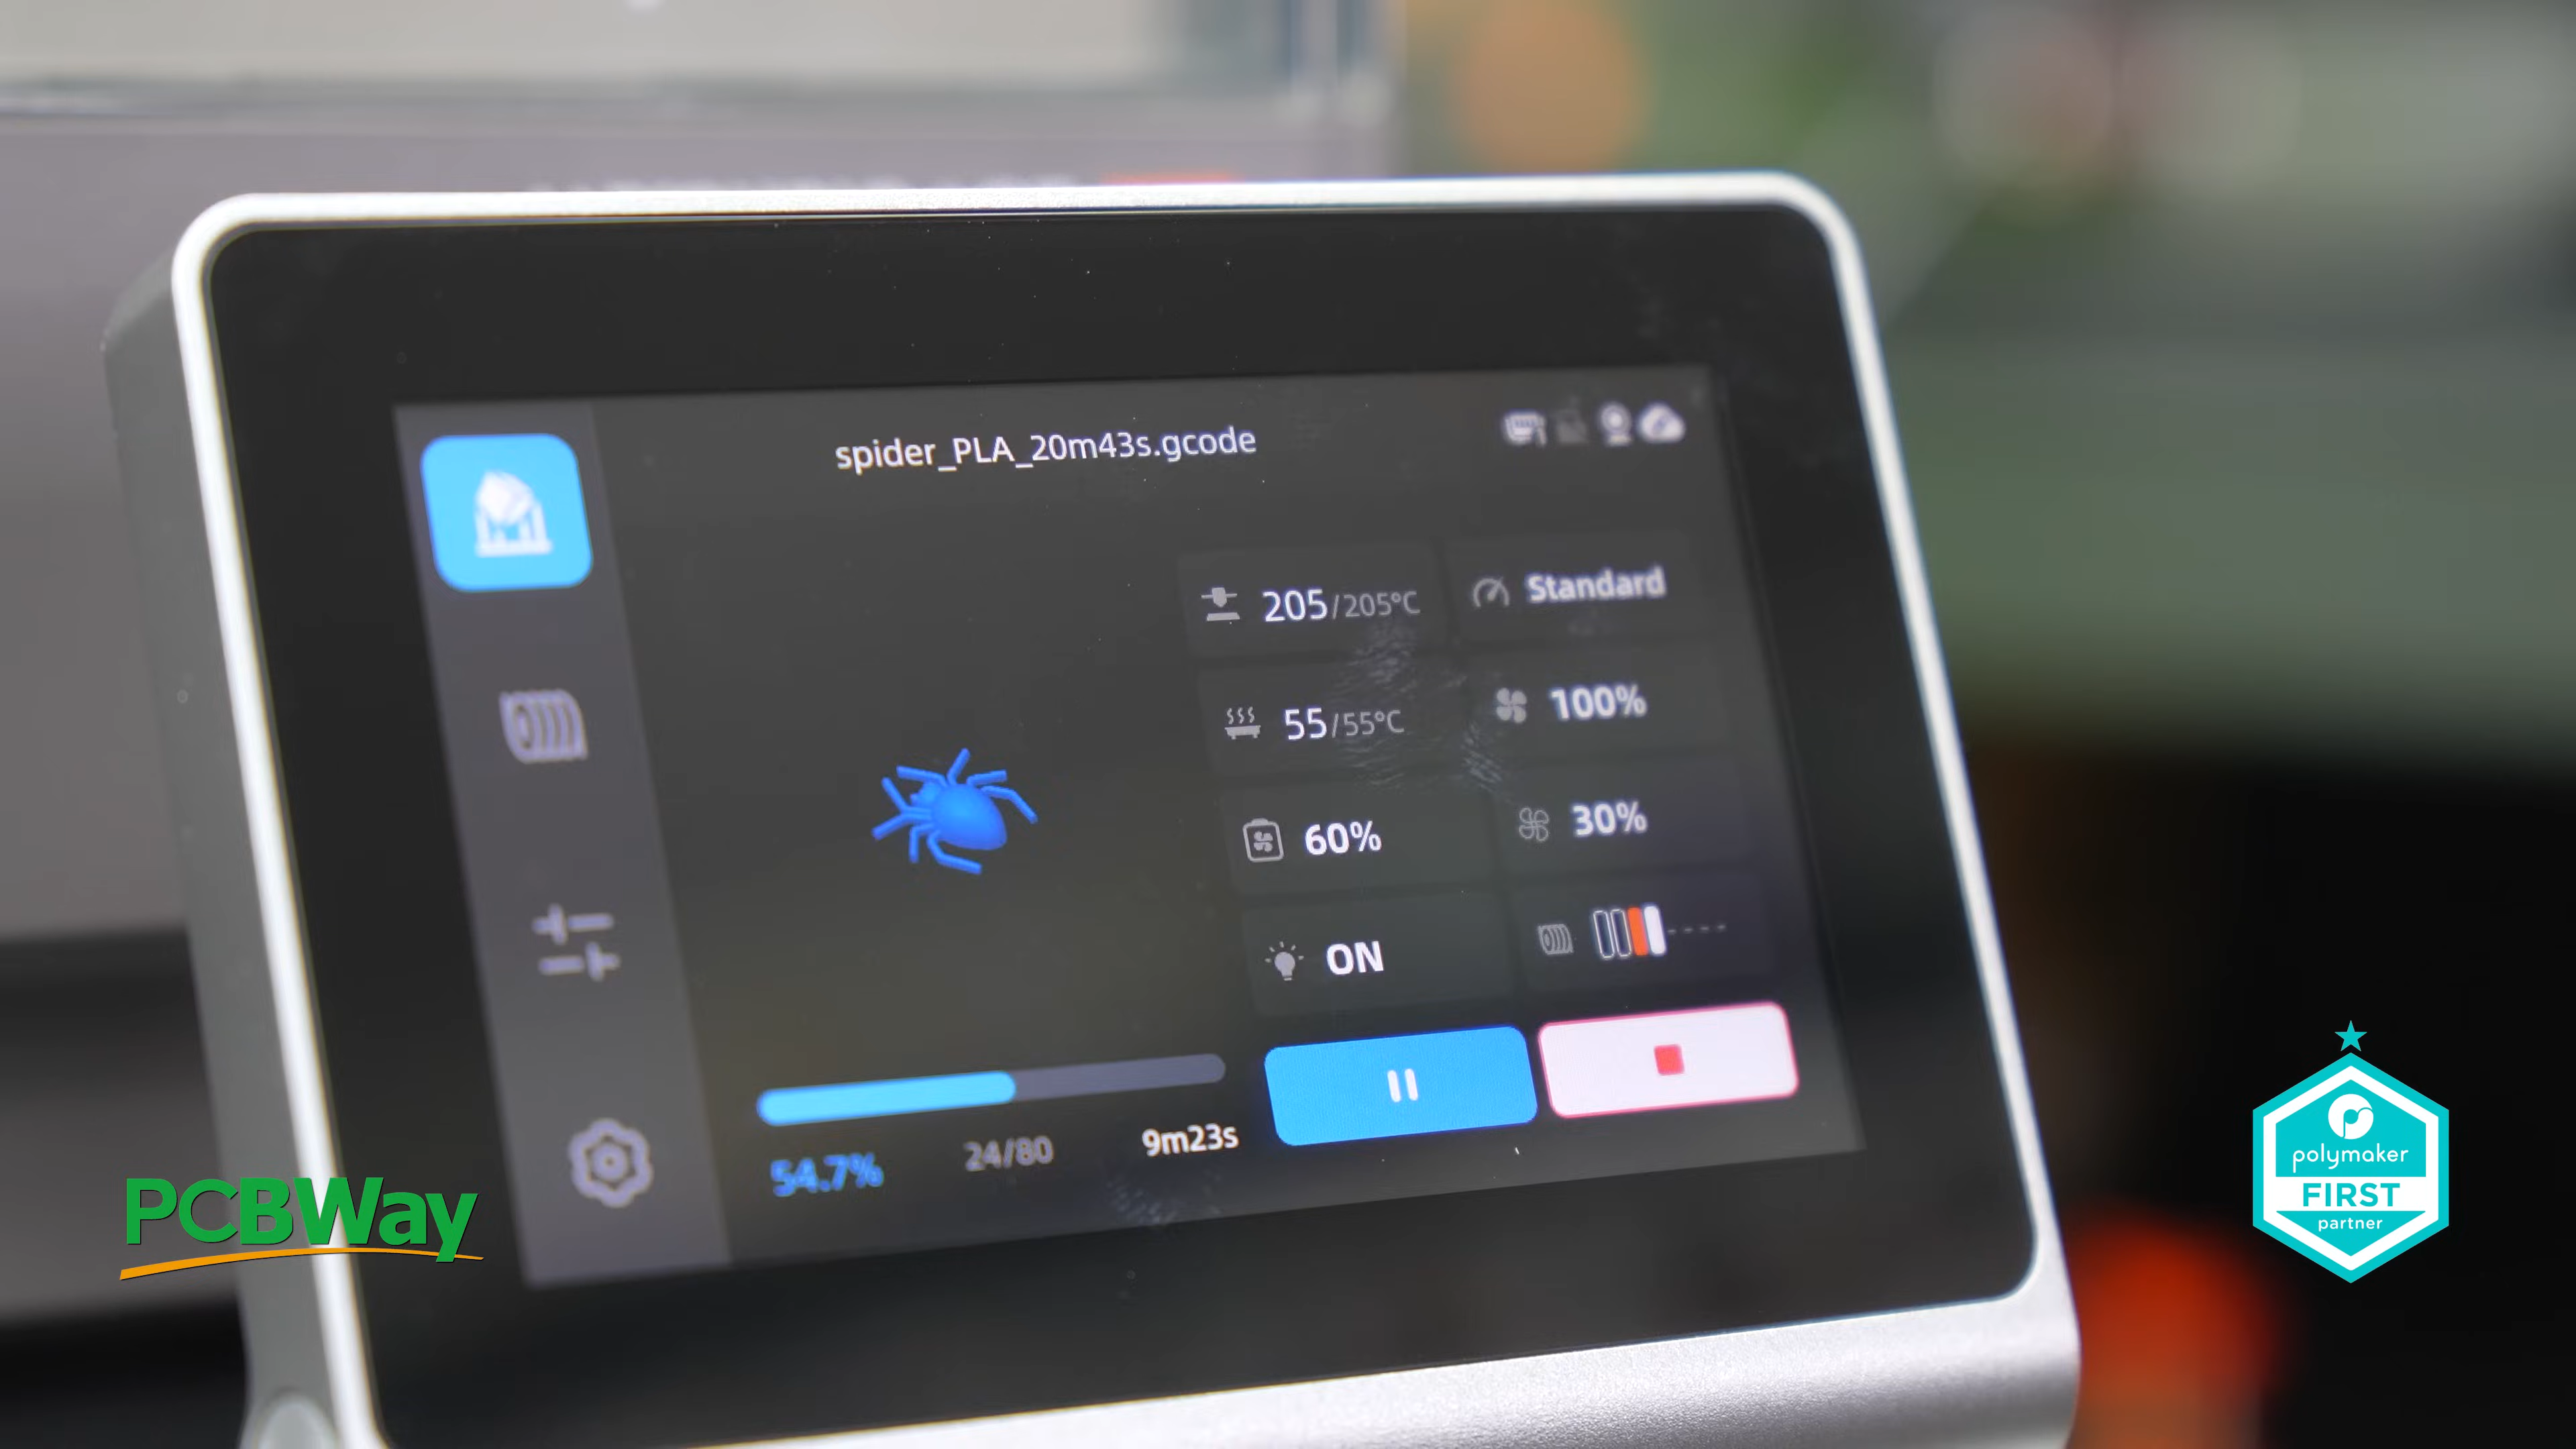 spider_PLA_20m43s.gcode
205/205°C
Standard
55/55°C
100%
60%
30%
ON
54.7%
24/80
9m23s
PCBWay
polymaker
FIRST
partner